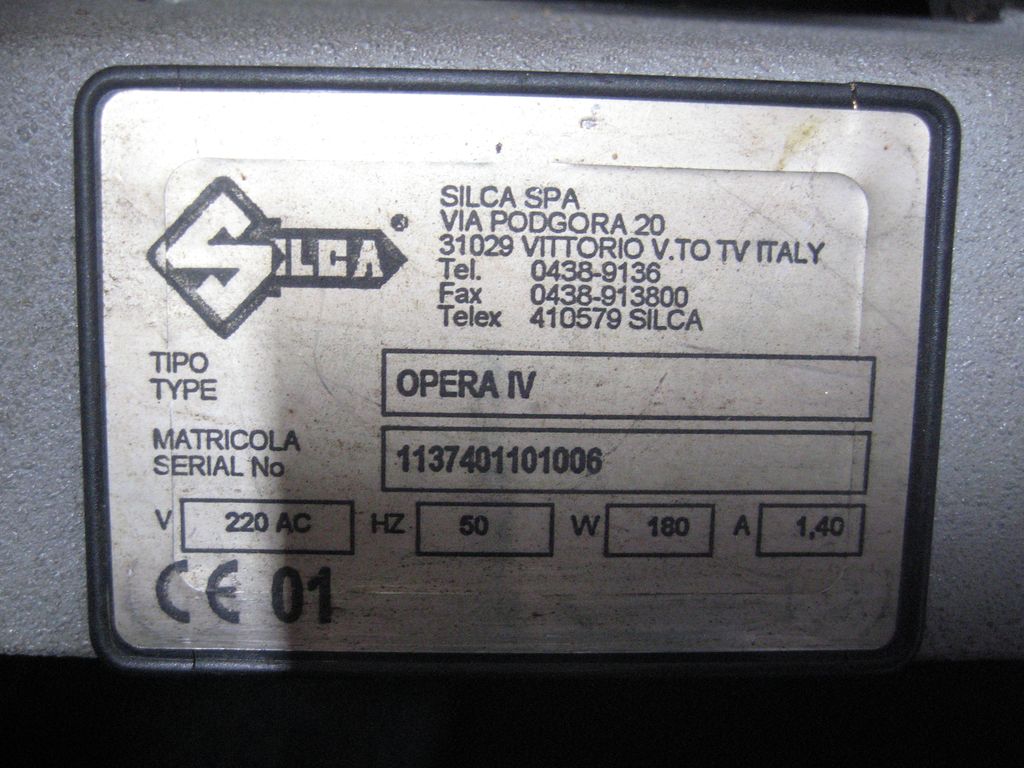 SILCA ®
SILCA SPA
VIA PODGORA 20
31029 VITTORIO V.TO TV ITALY
Tel. 0438-9136
Fax 0438-913800
Telex 410579 SILCA
TIPO
TYPE
OPERA IV
MATRICOLA
SERIAL No
1137401101006
V 220 AC HZ 50 W 180 A 1,40
CE 01